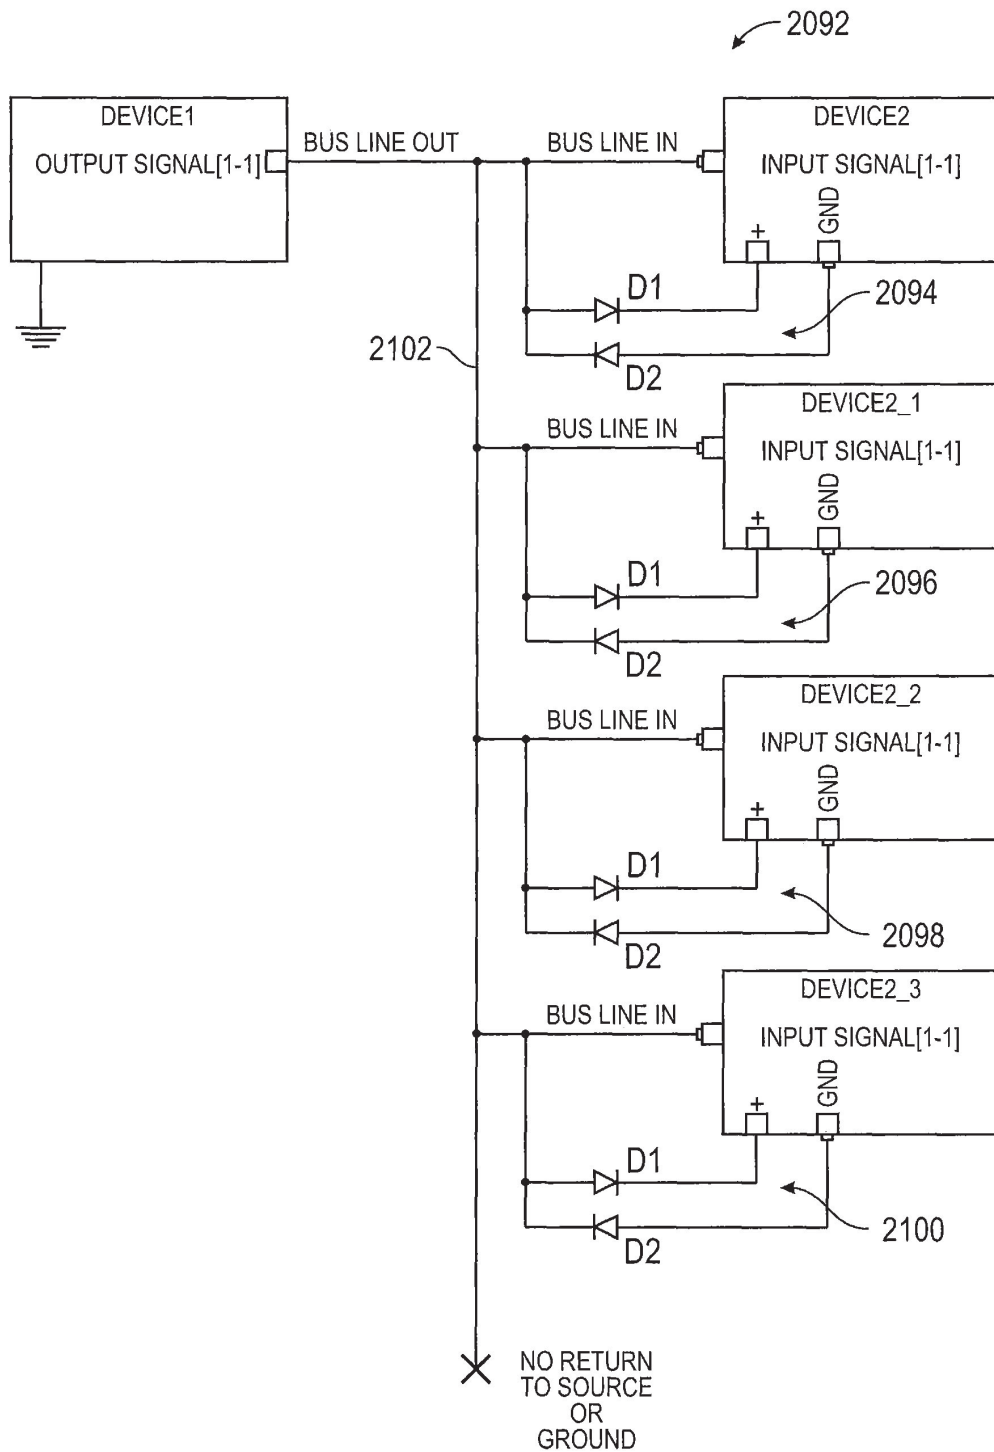 2092
DEVICE1
OUTPUT SIGNAL[1-1]
BUS LINE OUT
BUS LINE IN
DEVICE2
INPUT SIGNAL[1-1]
+
GND
D1
D2
2094
2102
BUS LINE IN
DEVICE2_1
INPUT SIGNAL[1-1]
+
GND
D1
D2
2096
BUS LINE IN
DEVICE2_2
INPUT SIGNAL[1-1]
+
GND
D1
D2
2098
BUS LINE IN
DEVICE2_3
INPUT SIGNAL[1-1]
+
GND
D1
D2
2100
NO RETURN
TO SOURCE
OR
GROUND